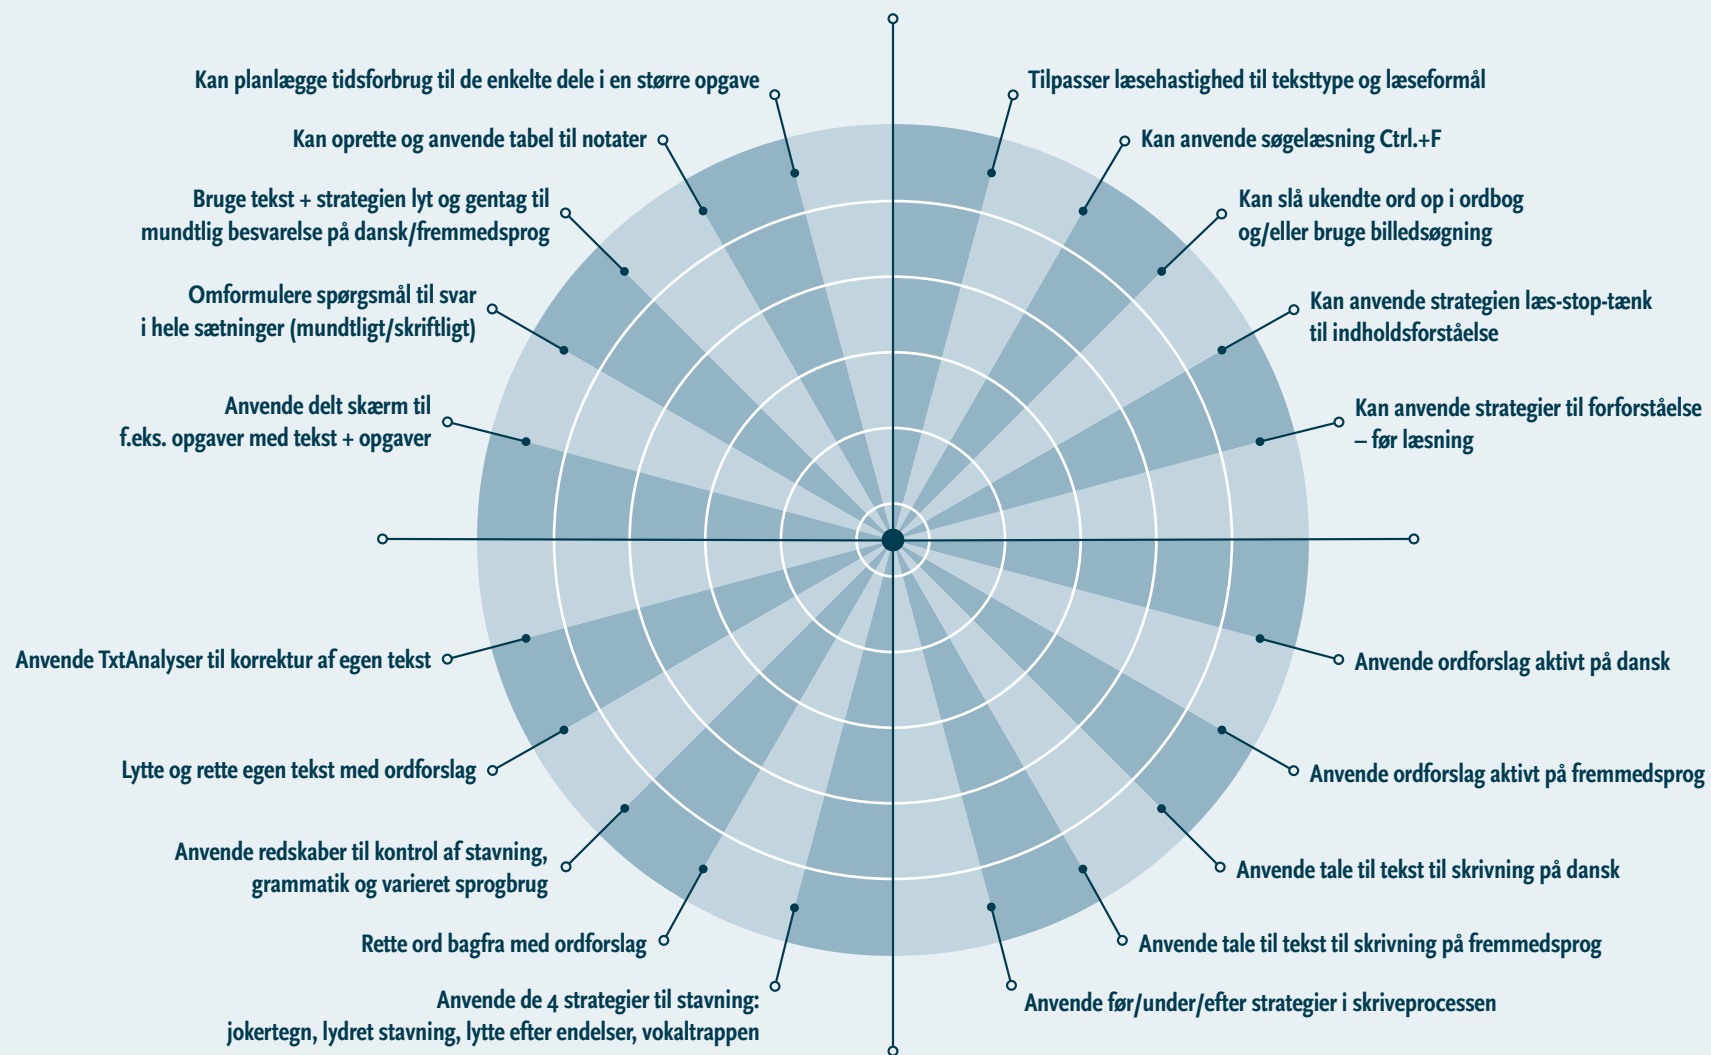 Kan planlægge tidsforbrug til de enkelte dele i en større opgave
Kan oprette og anvende tabel til notater
Bruge tekst + strategien lyt og gentag til
mundtlig besvarelse på dansk/fremmedsprog
Omformulere spørgsmål til svar
i hele sætninger (mundtligt/skriftligt)
Anvende delt skærm til
f.eks. opgaver med tekst + opgaver
Tilpasser læsehastighed til teksttype og læseformål
Kan anvende søgelæsning Ctrl.+F
Kan slå ukendte ord op i ordbog
og/eller bruge billedsøgning
Kan anvende strategien læs-stop-tænk
til indholdsforståelse
Kan anvende strategier til forforståelse
– før læsning
Anvende TxtAnalyser til korrektur af egen tekst
Lytte og rette egen tekst med ordforslag
Anvende redskaber til kontrol af stavning,
grammatik og varieret sprogbrug
Rette ord bagfra med ordforslag
Anvende de 4 strategier til stavning:
jokertegn, lydret stavning, lytte efter endelser, vokaltrappen
Anvende ordforslag aktivt på dansk
Anvende ordforslag aktivt på fremmedsprog
Anvende tale til tekst til skrivning på dansk
Anvende tale til tekst til skrivning på fremmedsprog
Anvende før/under/efter strategier i skriveprocessen